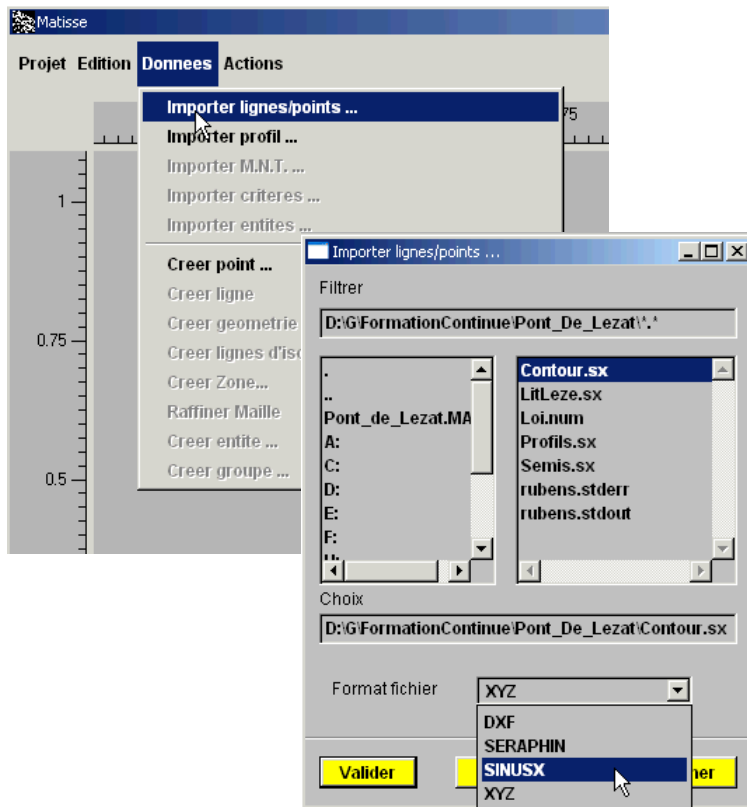 Matisse
Projet Edition Donnees Actions
Importer lignes/points ...
Importer profil ...
Importer M.N.T. ...
Importer criteres ...
Importer entites ...
Creer point ...
Creer ligne
Creer geometrie
Creer lignes d'iso
Creer Zone...
Raffiner Maille
Creer entite ...
Creer groupe ...
75
1
0.75
0.5
Importer lignes/points ...
Filtrer
D:\G\FormationContinue\Pont_De_Lezat\*.*
.
..
Pont_de_Lezat.MA
A:
C:
D:
E:
F:
Contour.sx
LitLeze.sx
Loi.num
Profils.sx
Semis.sx
rubens.stderr
rubens.stdout
Choix
D:\G\FormationContinue\Pont_De_Lezat\Contour.sx
Format fichier XYZ
DXF
SERAPHIN
SINUSX
XYZ
Valider
ner